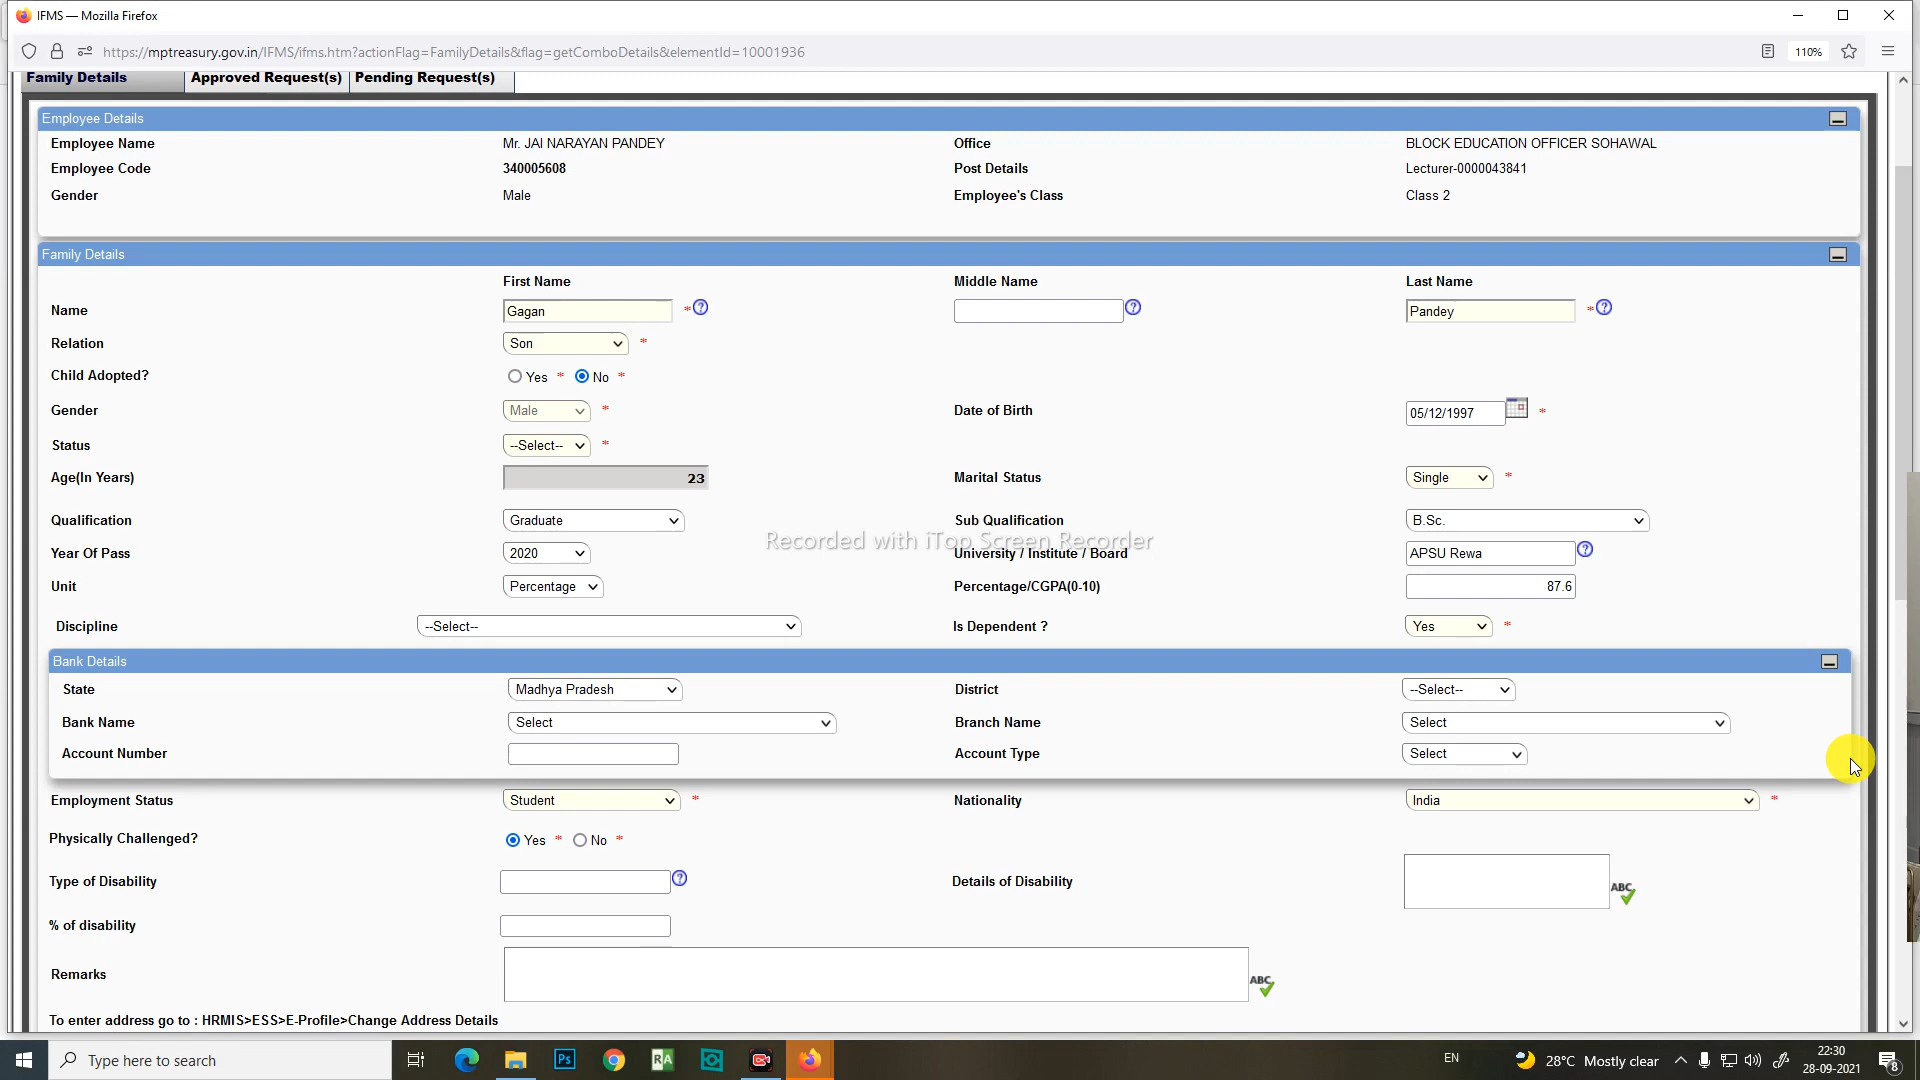 IFMS — Mozilla Firefox
https://mptreasury.gov.in/IFMS/ifms.htm?actionFlag=FamilyDetails&flag=getComboDetails&elementId=10001936 110%
Family Details Approved Request(s) Pending Request(s)
Employee Details
Employee Name Mr. JAI NARAYAN PANDEY Office BLOCK EDUCATION OFFICER SOHAWAL
Employee Code 340005608 Post Details Lecturer-0000043841
Gender Male Employee's Class Class 2
Family Details
First Name Middle Name Last Name
Name Gagan * ? ? Pandey * ?
Relation Son *
Child Adopted? Yes * No *
Gender Male * Date of Birth 05/12/1997 *
Status --Select-- *
Age(In Years) 23 Marital Status Single *
Qualification Graduate Sub Qualification B.Sc.
Recorded with iTop Screen Recorder
Year Of Pass 2020 University / Institute / Board APSU Rewa ?
Unit Percentage Percentage/CGPA(0-10) 87.6
Discipline --Select-- Is Dependent ? Yes *
Bank Details
State Madhya Pradesh District --Select--
Bank Name Select Branch Name Select
Account Number Account Type Select
Employment Status Student * Nationality India *
Physically Challenged? Yes * No *
Type of Disability ? Details of Disability ABC
% of disability
Remarks ABC
To enter address go to : HRMIS>ESS>E-Profile>Change Address Details
Type here to search Ps RA EN 28°C Mostly clear 22:30
28-09-2021 8